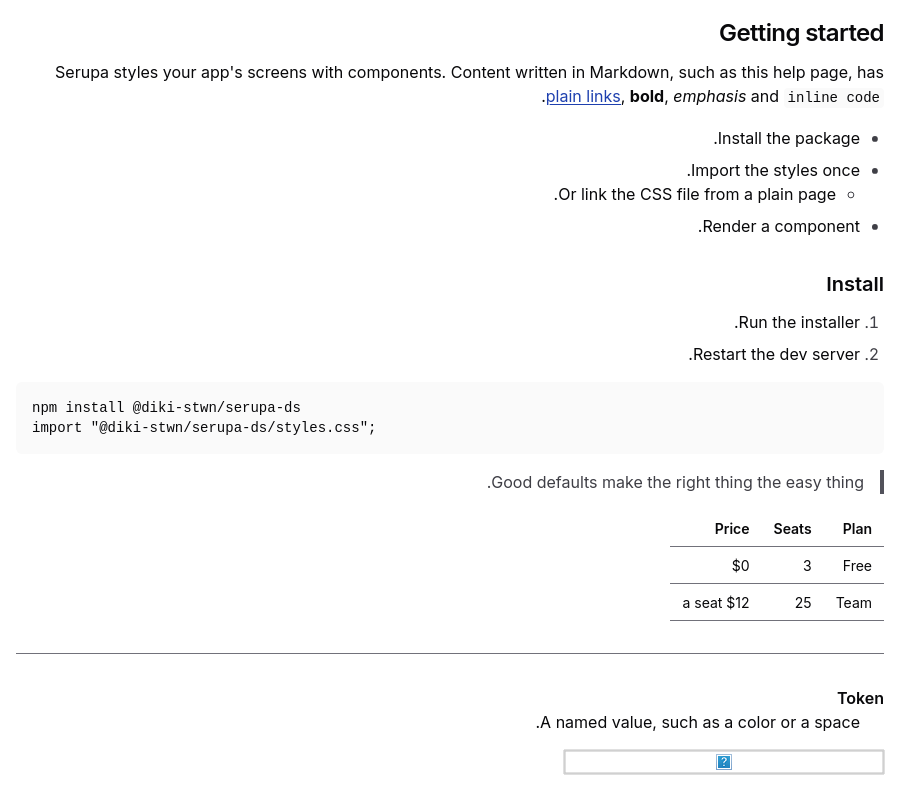 Getting started
Serupa styles your app's screens with components. Content written in Markdown, such as this help page, has
.plain links, bold, emphasis and inline code
• .Install the package
• .Import the styles once
◦ .Or link the CSS file from a plain page
• .Render a component
Install
.1 .Run the installer
.2 .Restart the dev server
npm install @diki-stwn/serupa-ds
import "@diki-stwn/serupa-ds/styles.css";
.Good defaults make the right thing the easy thing
Plan Seats Price
Free 3 $0
Team 25 a seat $12
Token
.A named value, such as a color or a space